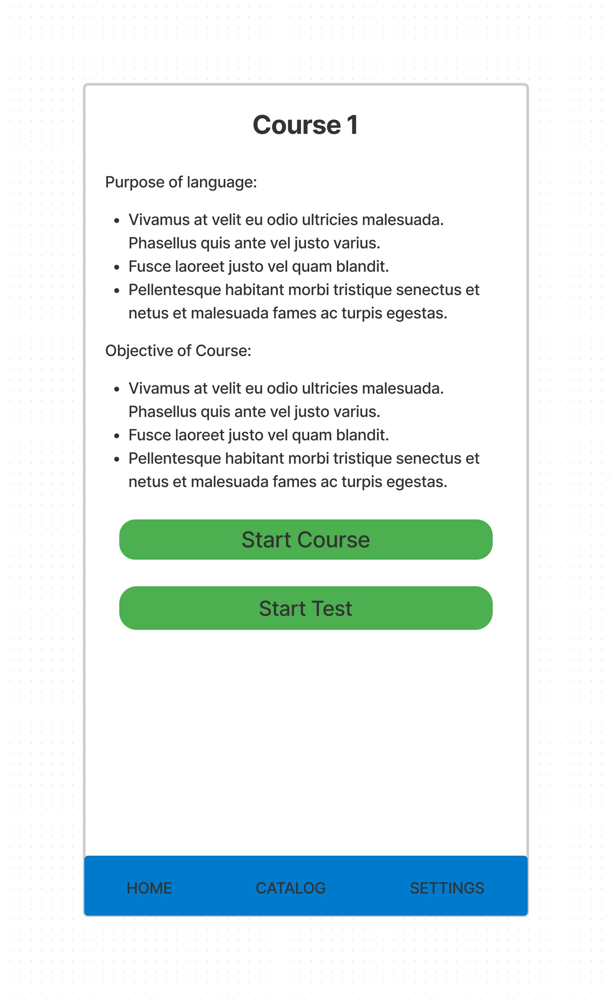 Course 1
Purpose of language:
• Vivamus at velit eu odio ultricies malesuada.
Phasellus quis ante vel justo varius.
• Fusce laoreet justo vel quam blandit.
• Pellentesque habitant morbi tristique senectus et
netus et malesuada fames ac turpis egestas.
Objective of Course:
• Vivamus at velit eu odio ultricies malesuada.
Phasellus quis ante vel justo varius.
• Fusce laoreet justo vel quam blandit.
• Pellentesque habitant morbi tristique senectus et
netus et malesuada fames ac turpis egestas.
Start Course
Start Test
HOME CATALOG SETTINGS